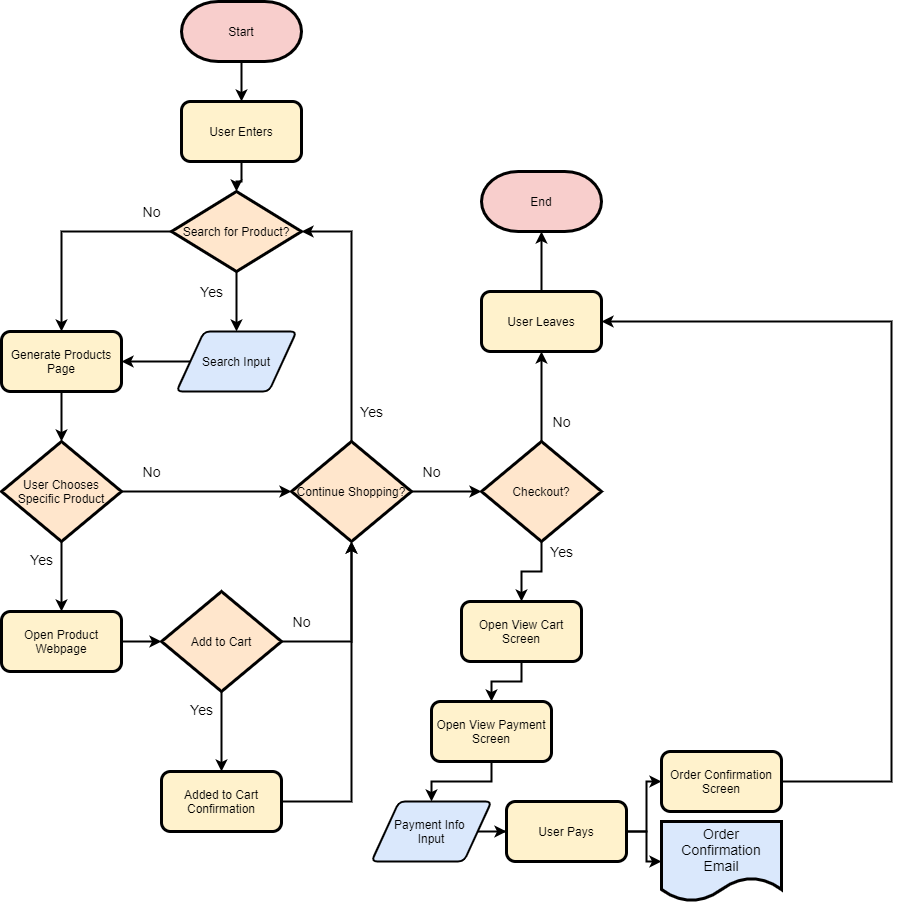 Start
User Enters
No
Search for Product?
Yes
End
Generate Products
Page
Search Input
User Leaves
Yes
No
User Chooses
Specific Product
No
Continue Shopping?
No
Checkout?
Yes
Yes
Open Product
Webpage
Add to Cart
No
Open View Cart
Screen
Yes
Open View Payment
Screen
Added to Cart
Confirmation
Order Confirmation
Screen
Payment Info
Input
User Pays
Order
Confirmation
Email